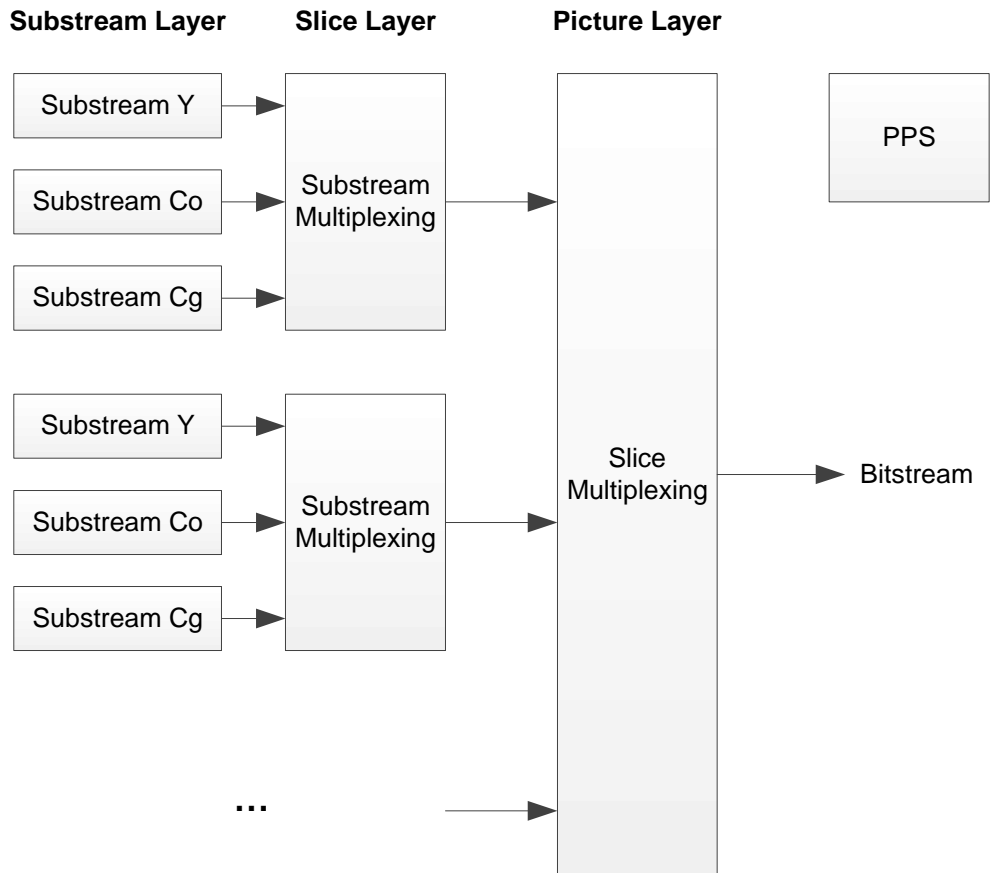 Substream Layer
Slice Layer
Picture Layer
Substream Y
Substream Co
Substream Cg
Substream
Multiplexing
PPS
Substream Y
Substream Co
Substream Cg
Substream
Multiplexing
Slice
Multiplexing
Bitstream
...